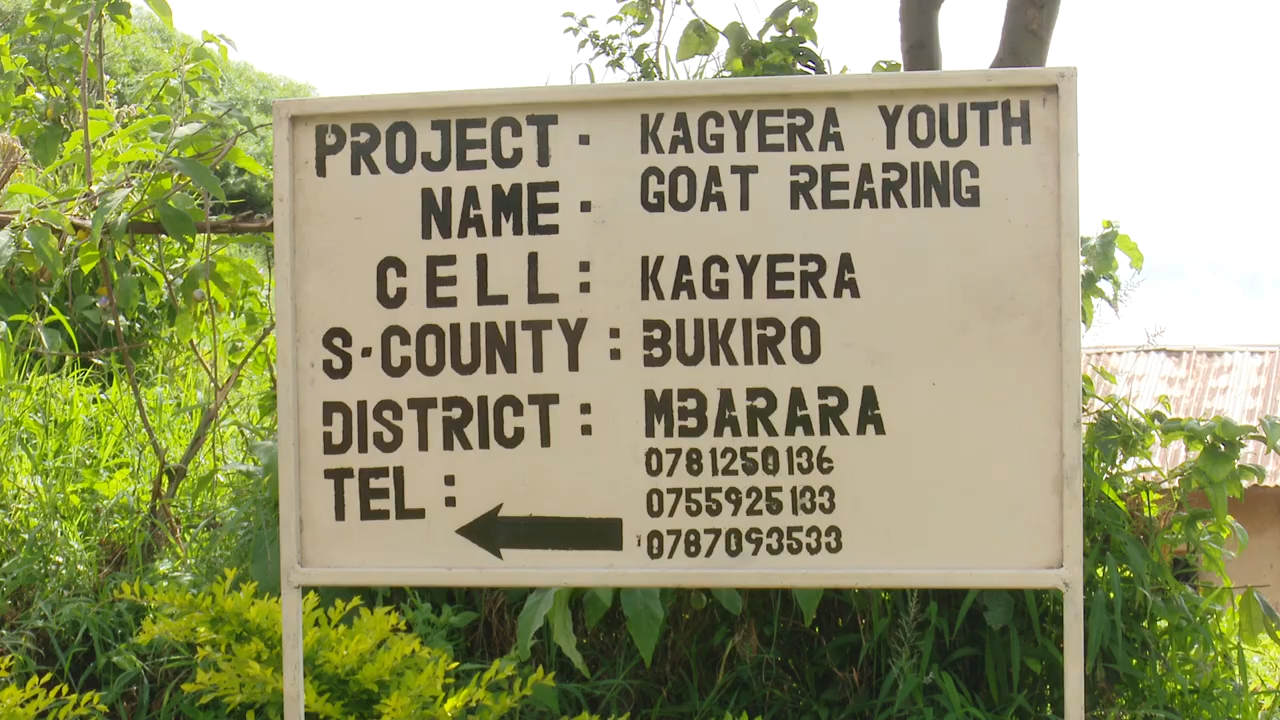 PROJECT : KAGYERA YOUTH
NAME : GOAT REARING
CELL : KAGYERA
S-COUNTY : BUKIRO
DISTRICT : MBARARA
TEL : 0781250136
0755925133
0787093533